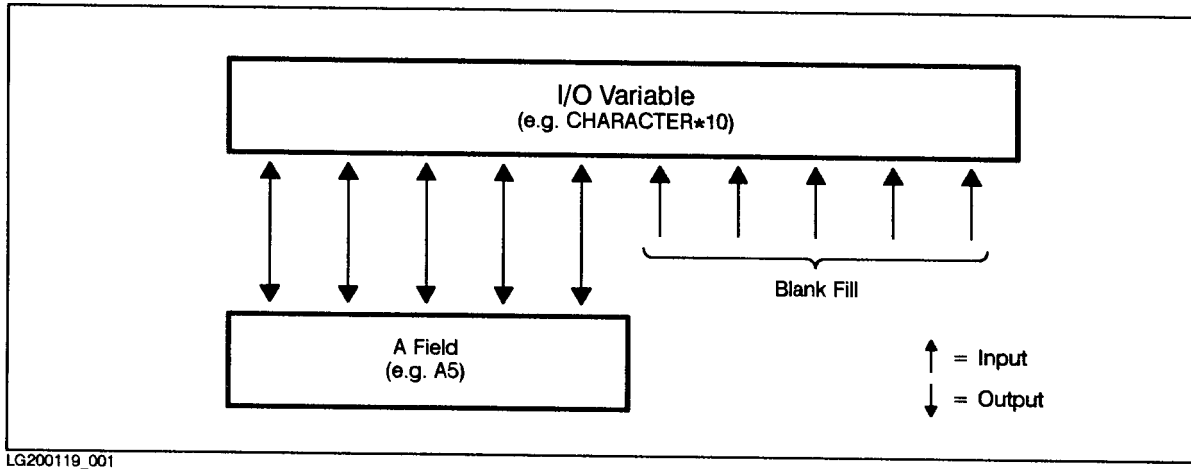 I/O Variable
(e.g. CHARACTER*10)
Blank Fill
A Field
(e.g. A5)
= Input
= Output
LG200119_001